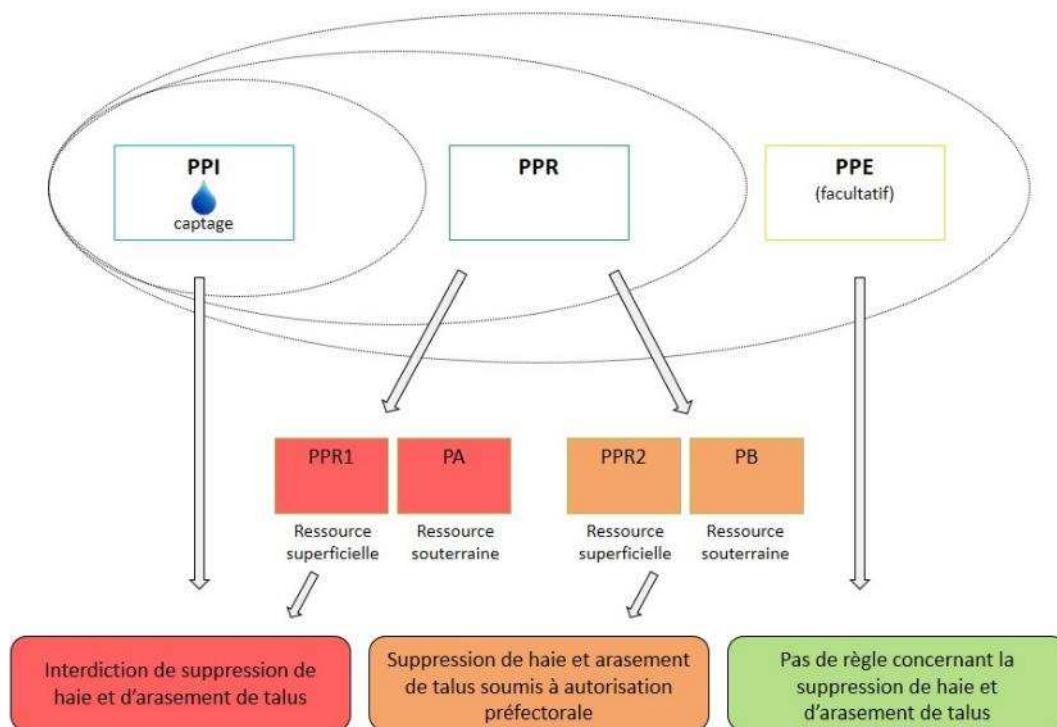 PPI
captage
PPR
PPE
(facultatif)
PPR1
PA
PPR2
PB
Ressource
superficielle
Ressource
souterraine
Ressource
superficielle
Ressource
souterraine
Interdiction de suppression de
haie et d'arasement de talus
Suppression de haie et arasement
de talus soumis à autorisation
préfectorale
Pas de règle concernant la
suppression de haie et
d'arasement de talus